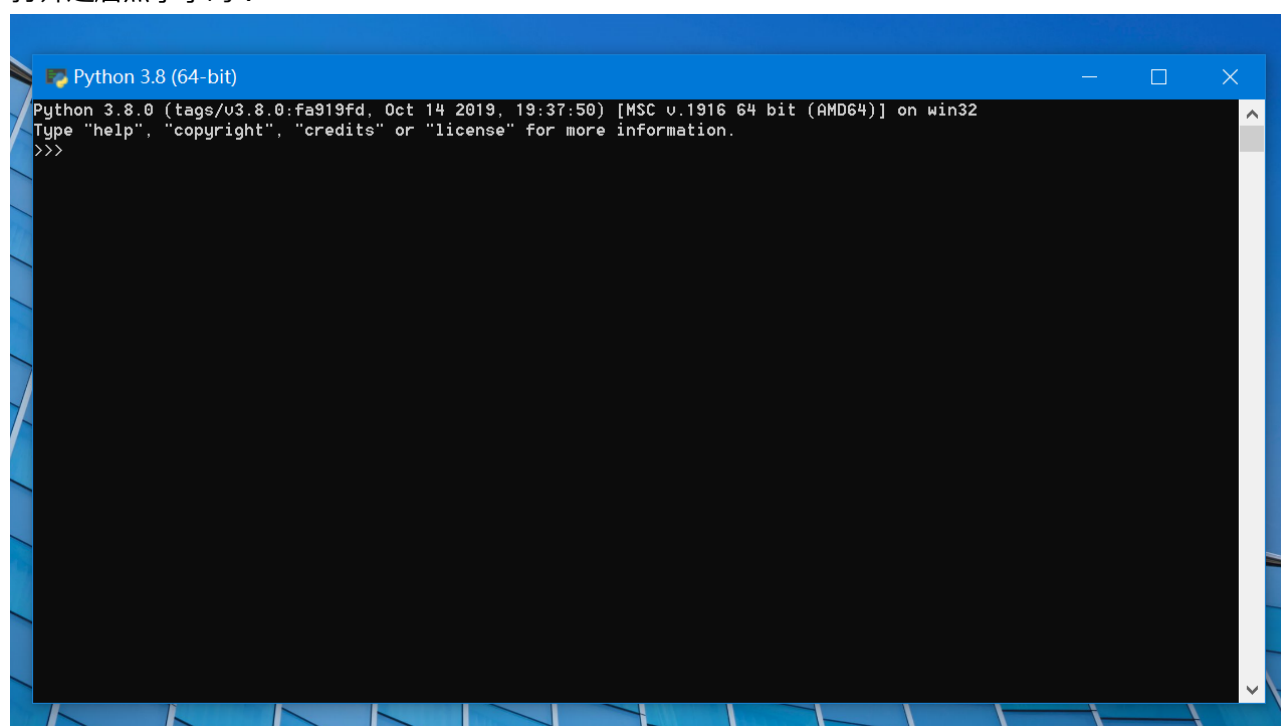 Python 3.8 (64-bit)
Python 3.8.0 (tags/v3.8.0:fa919fd, Oct 14 2019, 19:37:50) [MSC v.1916 64 bit (AMD64)] on win32
Type "help", "copyright", "credits" or "license" for more information.
>>>